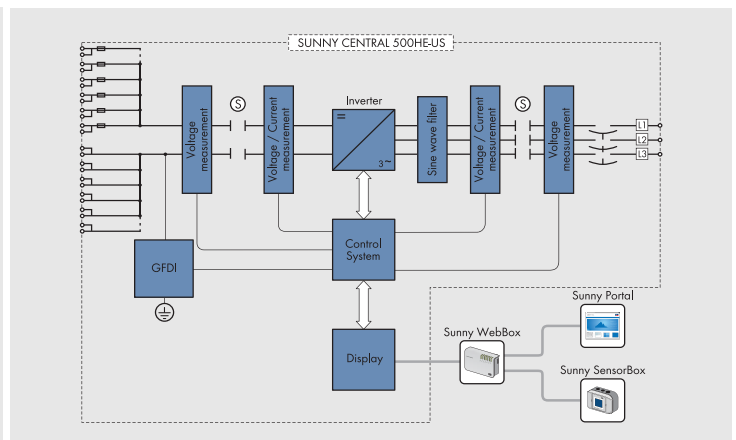 SUNNY CENTRAL 500HE-US
Voltage
measurement
S
Voltage / Current
measurement
Inverter
=
3~
Sine wave filter
Voltage / Current
measurement
S
Voltage
measurement
L1
L2
L3
GFDI
Control
System
Display
Sunny WebBox
Sunny Portal
Sunny SensorBox